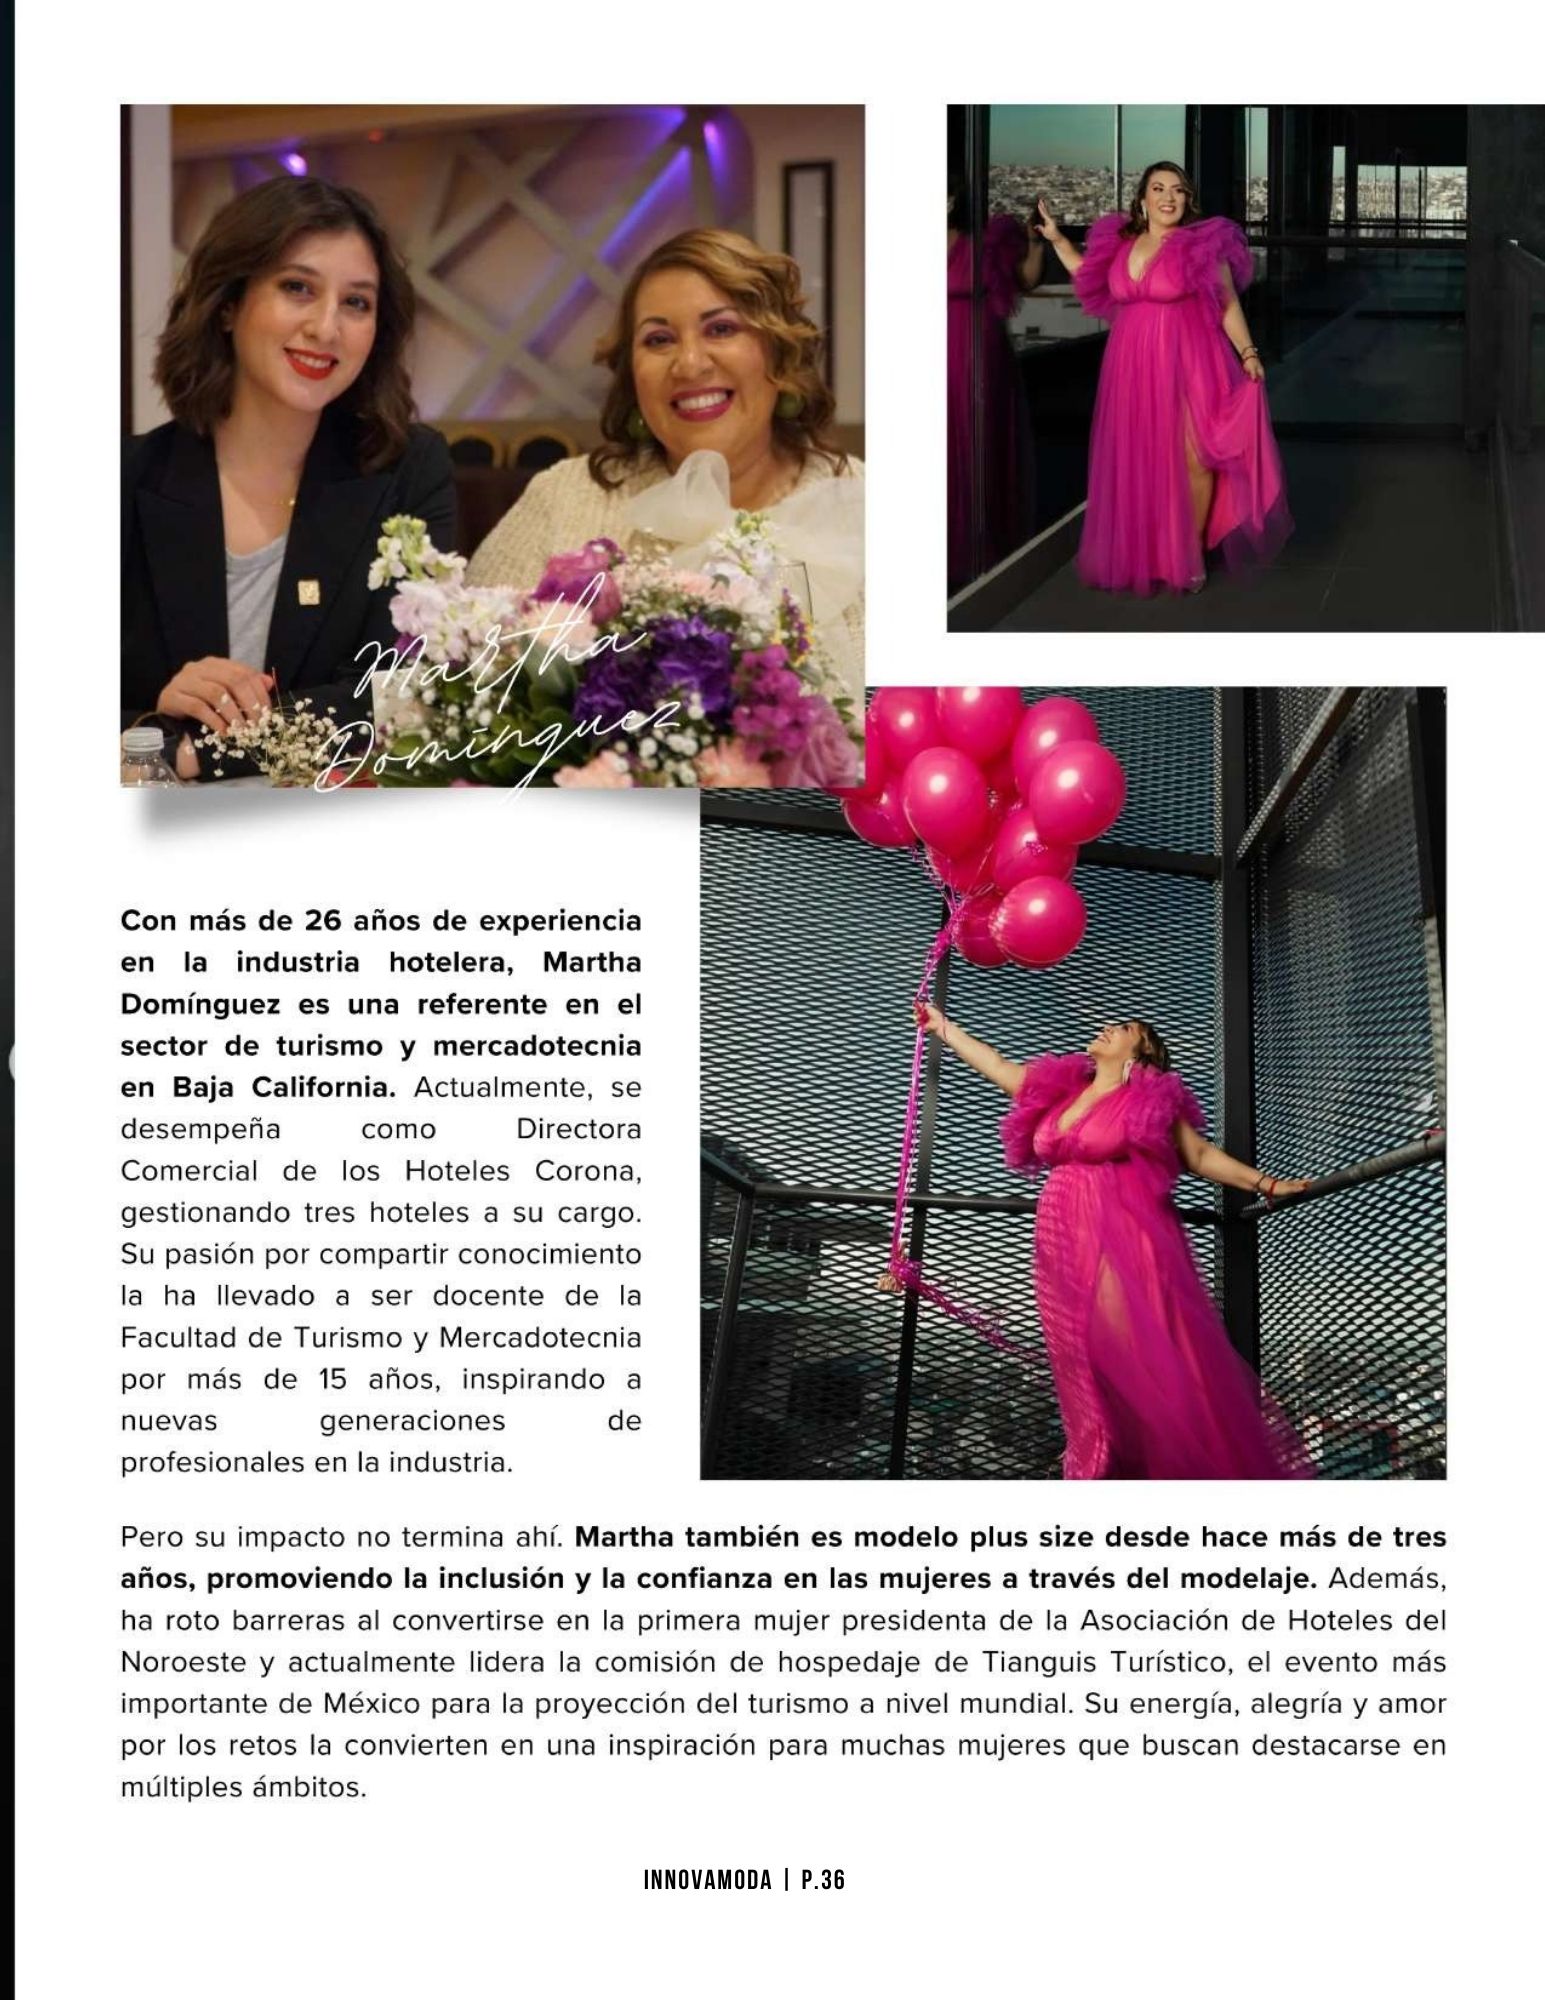 Martha
Domínguez
Con más de 26 años de experiencia
en la industria hotelera, Martha
Domínguez es una referente en el
sector de turismo y mercadotecnia
en Baja California. Actualmente, se
desempeña como Directora
Comercial de los Hoteles Corona,
gestionando tres hoteles a su cargo.
Su pasión por compartir conocimiento
la ha llevado a ser docente de la
Facultad de Turismo y Mercadotecnia
por más de 15 años, inspirando a
nuevas generaciones de
profesionales en la industria.
Pero su impacto no termina ahí. Martha también es modelo plus size desde hace más de tres
años, promoviendo la inclusión y la confianza en las mujeres a través del modelaje. Además,
ha roto barreras al convertirse en la primera mujer presidenta de la Asociación de Hoteles del
Noroeste y actualmente lidera la comisión de hospedaje de Tianguis Turístico, el evento más
importante de México para la proyección del turismo a nivel mundial. Su energía, alegría y amor
por los retos la convierten en una inspiración para muchas mujeres que buscan destacarse en
múltiples ámbitos.
INNOVAMODA | P.36